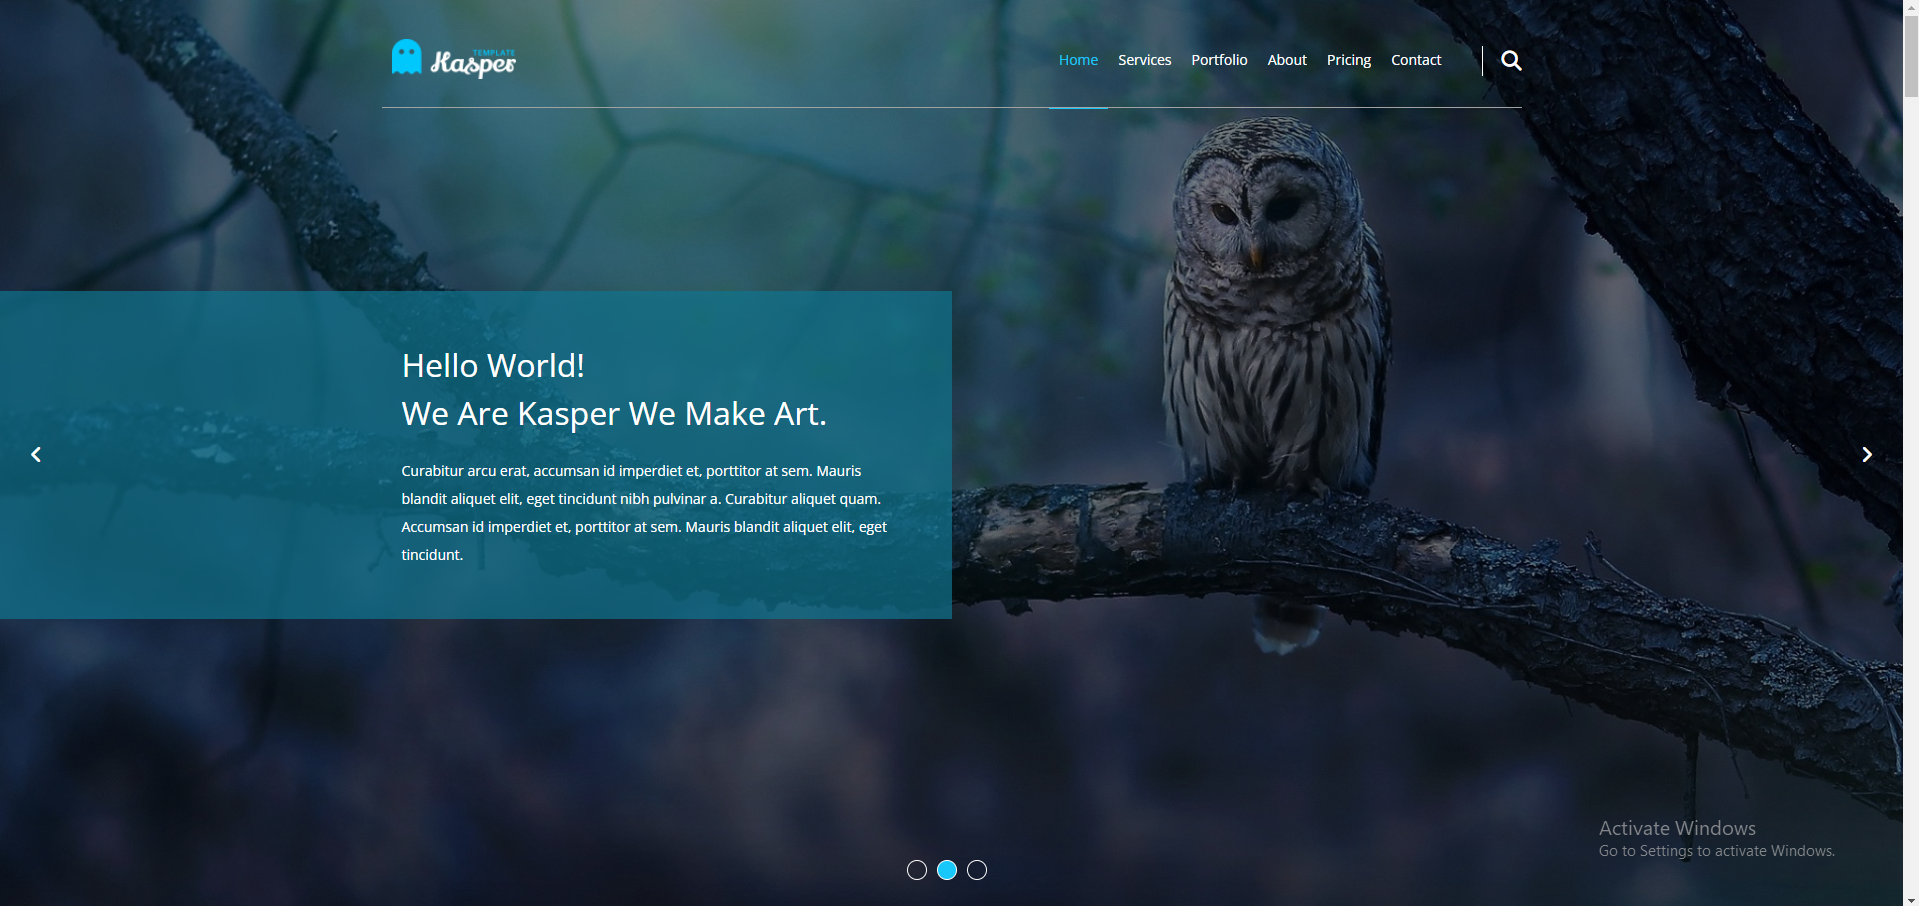 TEMPLATE
Kasper
Home Services Portfolio About Pricing Contact
Hello World!
We Are Kasper We Make Art.
Curabitur arcu erat, accumsan id imperdiet et, porttitor at sem. Mauris
blandit aliquet elit, eget tincidunt nibh pulvinar a. Curabitur aliquet quam.
Accumsan id imperdiet et, porttitor at sem. Mauris blandit aliquet elit, eget
tincidunt.
Activate Windows
Go to Settings to activate Windows.